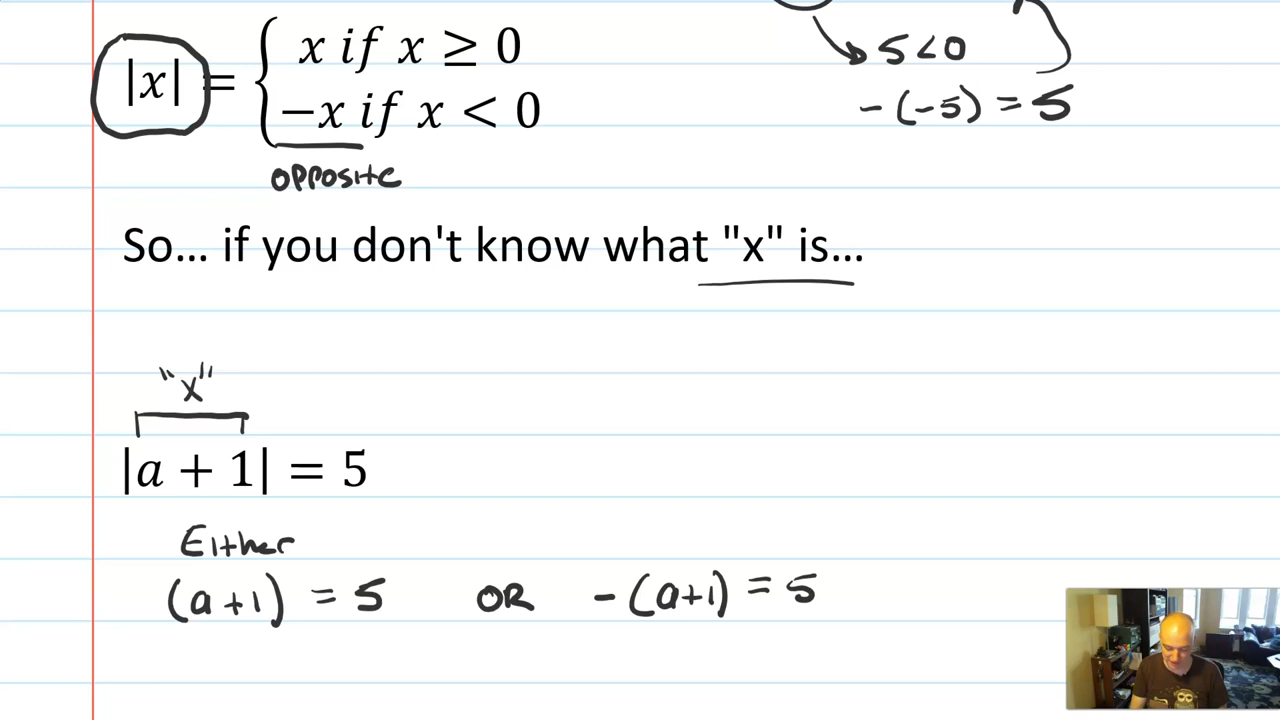 |x| = { x if x ≥ 0
−x if x < 0
opposite
5 < 0
-(-5) = 5
So... if you don't know what "x" is...
"x"
|a + 1| = 5
Either
(a+1) = 5 OR -(a+1) = 5